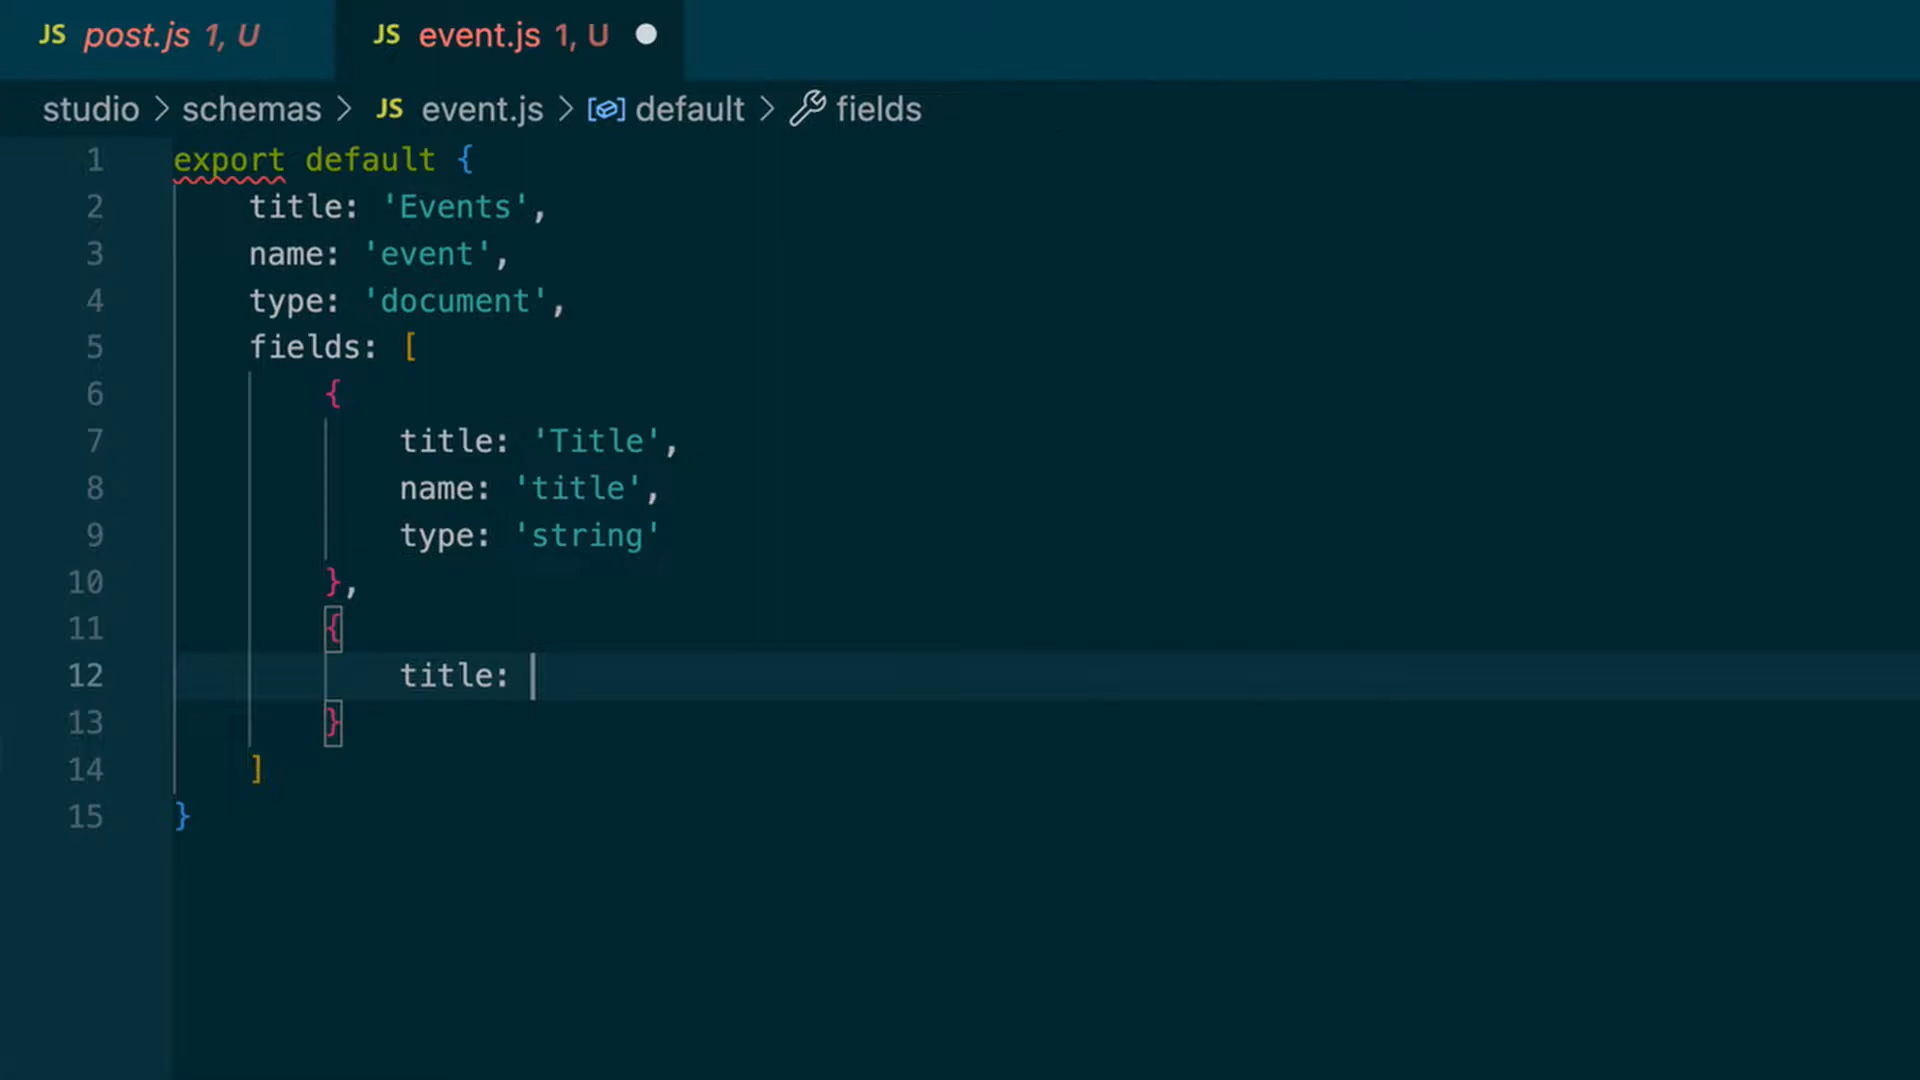 JS post.js 1, U JS event.js 1, U
studio > schemas > JS event.js > default > fields
1 export default {
2 title: 'Events',
3 name: 'event',
4 type: 'document',
5 fields: [
6 {
7 title: 'Title',
8 name: 'title',
9 type: 'string'
10 },
11 {
12 title:
13 }
14 ]
15 }